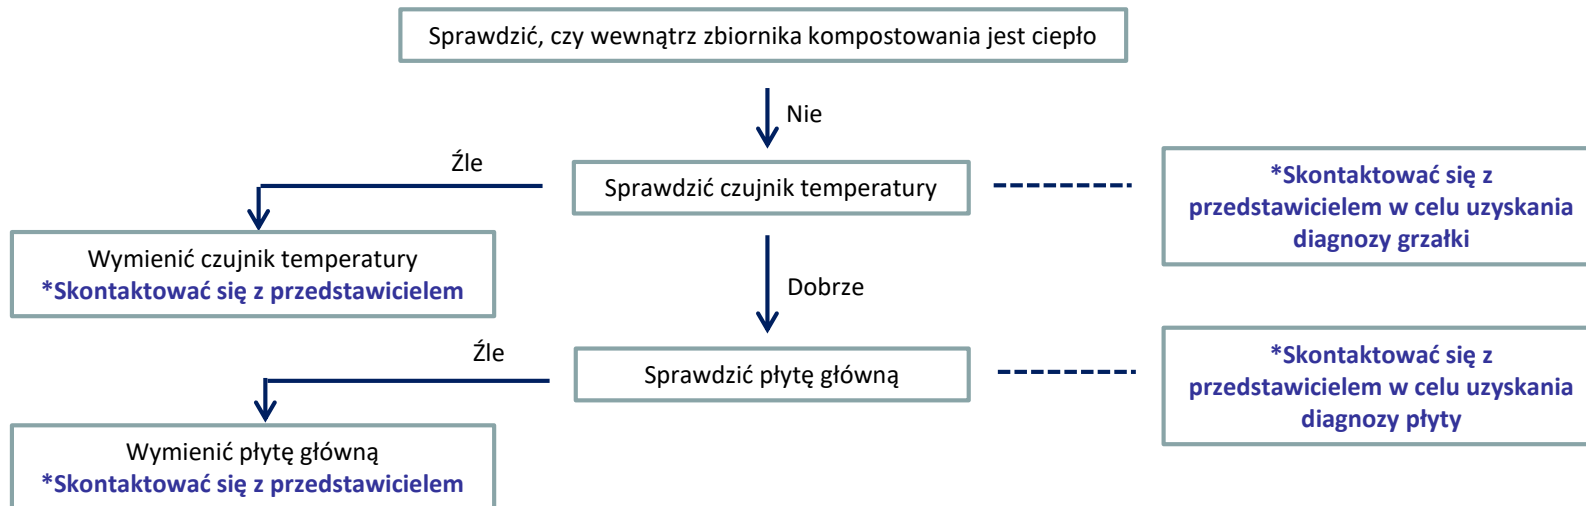 Sprawdzić, czy wewnątrz zbiornika kompostowania jest ciepło
Nie
Źle
Sprawdzić czujnik temperatury
*Skontaktować się z
przedstawicielem w celu uzyskania
diagnozy grzałki
Wymienić czujnik temperatury
*Skontaktować się z przedstawicielem
Dobrze
Źle
Sprawdzić płytę główną
*Skontaktować się z
przedstawicielem w celu uzyskania
diagnozy płyty
Wymienić płytę główną
*Skontaktować się z przedstawicielem